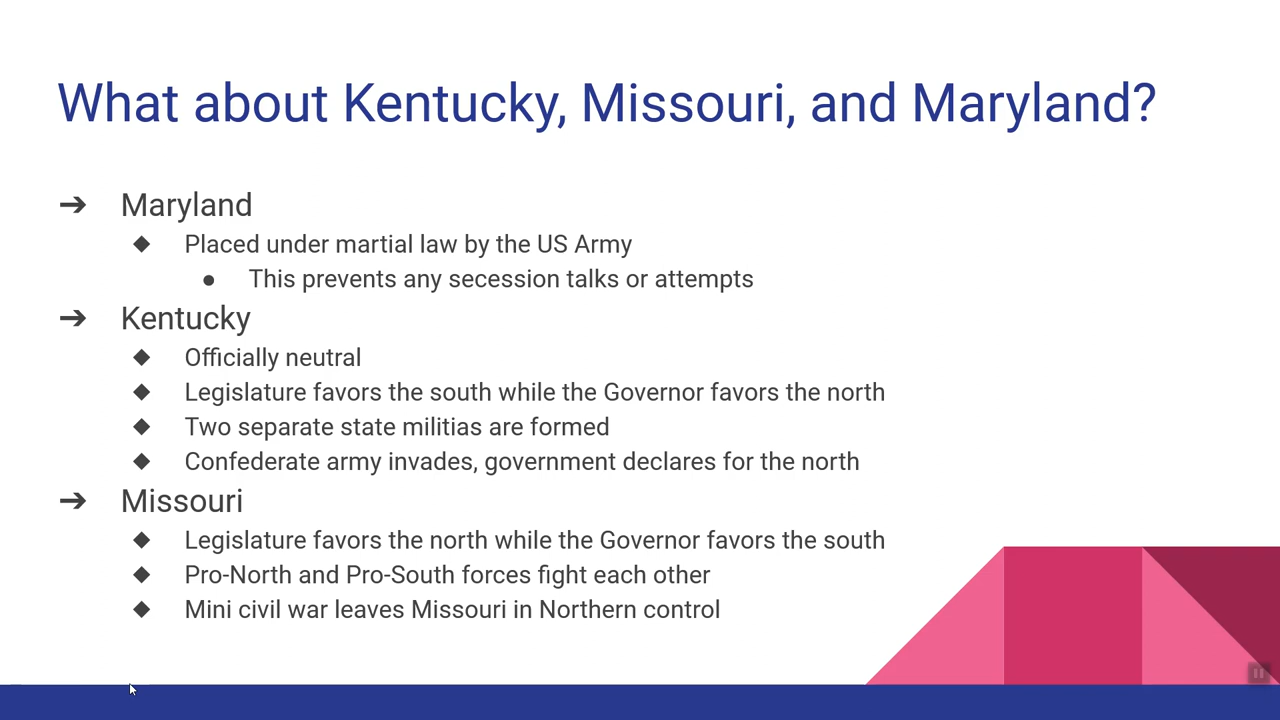 What about Kentucky, Missouri, and Maryland?
➔ Maryland
◆ Placed under martial law by the US Army
● This prevents any secession talks or attempts
➔ Kentucky
◆ Officially neutral
◆ Legislature favors the south while the Governor favors the north
◆ Two separate state militias are formed
◆ Confederate army invades, government declares for the north
➔ Missouri
◆ Legislature favors the north while the Governor favors the south
◆ Pro-North and Pro-South forces fight each other
◆ Mini civil war leaves Missouri in Northern control